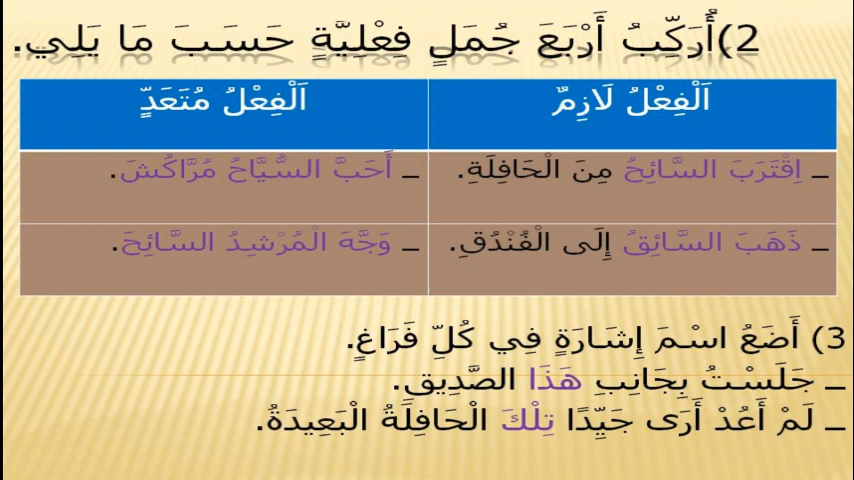 2)أُرَكِّبُ أَرْبَعَ جُمَلٍ فِعْلِيَّةٍ حَسَبَ مَا يَلِي.
اَلْفِعْلُ لَازِمٌ اَلْفِعْلُ مُتَعَدٍّ
ـ اِقْتَرَبَ السَّائِحُ مِنَ الْحَافِلَةِ. ـ أَحَبَّ السُّيَّاحُ مُرَّاكُشَ.
ـ ذَهَبَ السَّائِقُ إِلَى الْفُنْدُقِ. ـ وَجَّهَ الْمُرْشِدُ السَّائِحَ.
3) أَضَعُ اسْمَ إِشَارَةٍ فِي كُلِّ فَرَاغٍ.
ـ جَلَسْتُ بِجَانِبِ هَذَا الصَّدِيقِ.
ـ لَمْ أَعُدْ أَرَى جَيِّدًا تِلْكَ الْحَافِلَةُ الْبَعِيدَةُ.